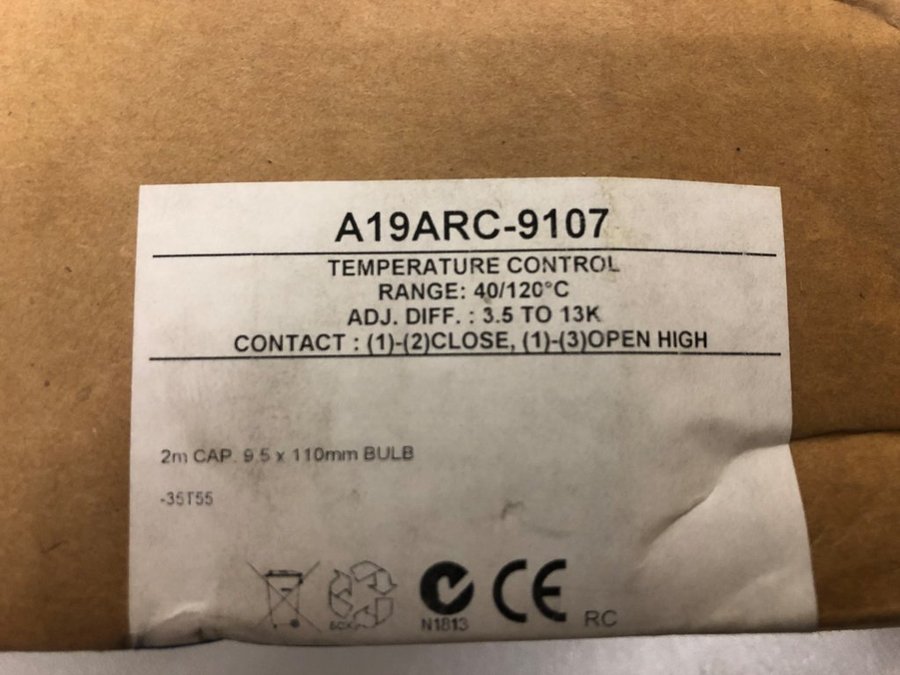 A19ARC-9107
TEMPERATURE CONTROL
RANGE: 40/120°C
ADJ. DIFF. : 3.5 TO 13K
CONTACT : (1)-(2)CLOSE, (1)-(3)OPEN HIGH
2m CAP. 9.5 x 110mm BULB
-35T55
N1813
CE
RC